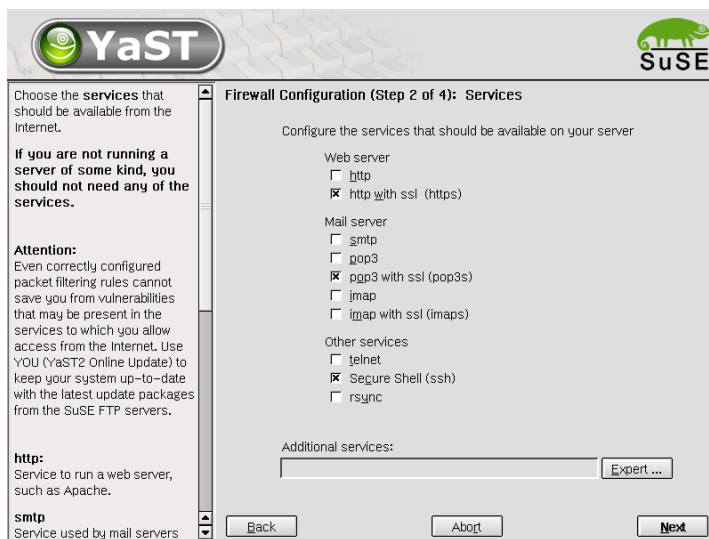 YaST
SuSE
Choose the services that
should be available from the
Internet.
If you are not running a
server of some kind, you
should not need any of the
services.
Attention:
Even correctly configured
packet filtering rules cannot
save you from vulnerabilities
that may be present in the
services to which you allow
access from the Internet. Use
YOU (YaST2 Online Update) to
keep your system up-to-date
with the latest update packages
from the SuSE FTP servers.
http:
Service to run a web server,
such as Apache.
smtp
Service used by mail servers
Firewall Configuration (Step 2 of 4): Services
Configure the services that should be available on your server
Web server
http
http with ssl (https)
Mail server
smtp
pop3
pop3 with ssl (pop3s)
imap
imap with ssl (imaps)
Other services
telnet
Secure Shell (ssh)
rsync
Additional services:
Expert ...
Back
Abort
Next